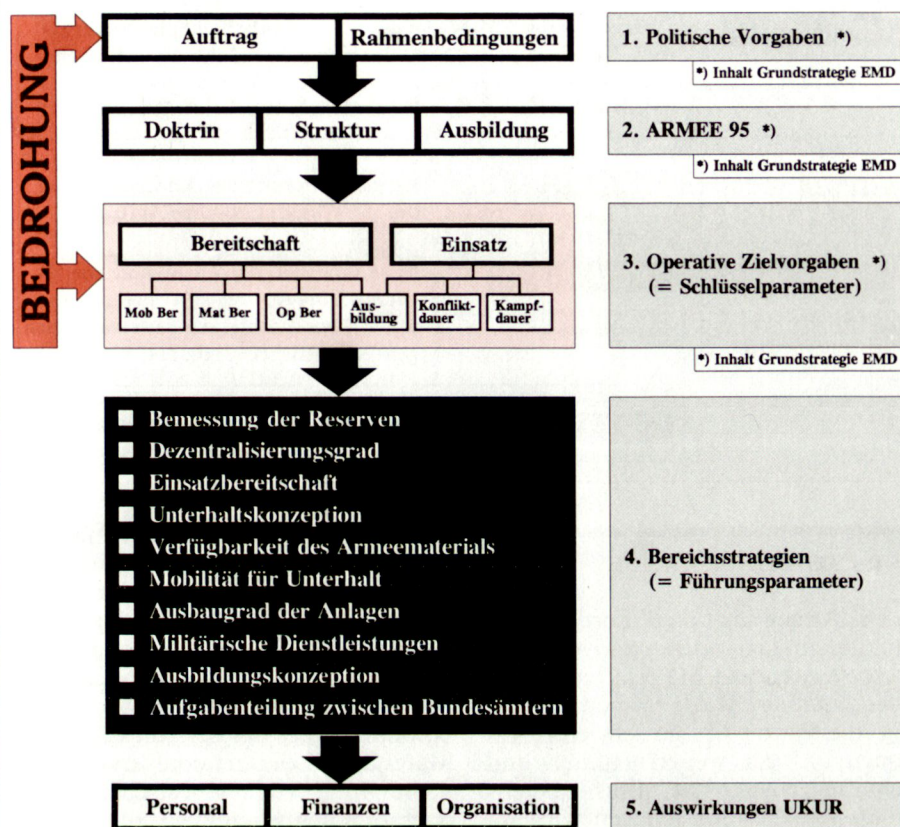 BEDROHUNG
Auftrag
Rahmenbedingungen
1. Politische Vorgaben *)
*) Inhalt Grundstrategie EMD
Doktrin
Struktur
Ausbildung
2. ARMEE 95 *)
*) Inhalt Grundstrategie EMD
Bereitschaft
Einsatz
Mob Ber
Mat Ber
Op Ber
Aus-
bildung
Konflikt-
dauer
Kampf-
dauer
3. Operative Zielvorgaben *)
(= Schlüsselparameter)
*) Inhalt Grundstrategie EMD
Bemessung der Reserven
Dezentralisierungsgrad
Einsatzbereitschaft
Unterhaltskonzeption
Verfügbarkeit des Armeematerials
Mobilität für Unterhalt
Ausbaugrad der Anlagen
Militärische Dienstleistungen
Ausbildungskonzeption
Aufgabenteilung zwischen Bundesämtern
4. Bereichsstrategien
(= Führungsparameter)
Personal
Finanzen
Organisation
5. Auswirkungen UKUR